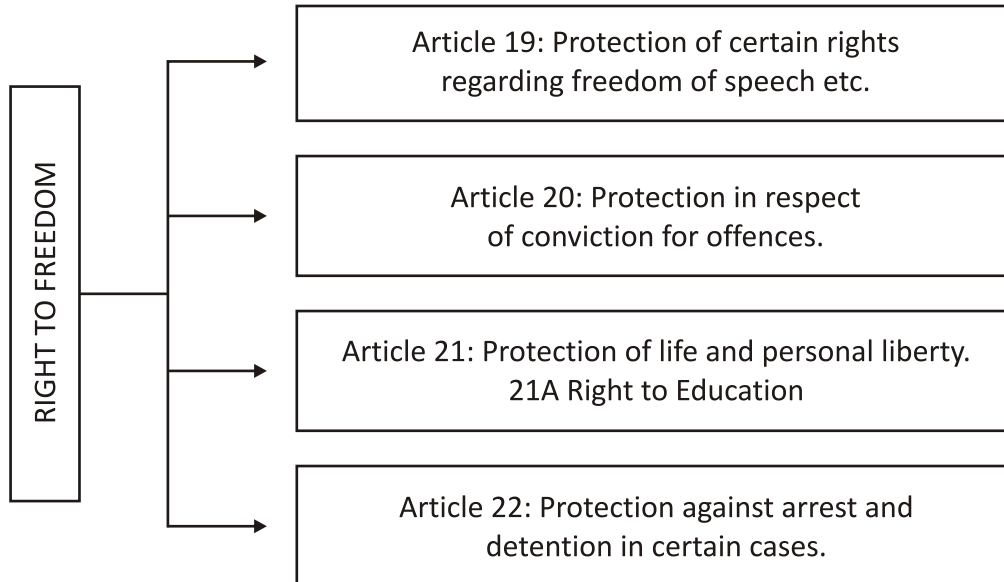 RIGHT TO FREEDOM
Article 19: Protection of certain rights
regarding freedom of speech etc.
Article 20: Protection in respect
of conviction for offences.
Article 21: Protection of life and personal liberty.
21A Right to Education
Article 22: Protection against arrest and
detention in certain cases.